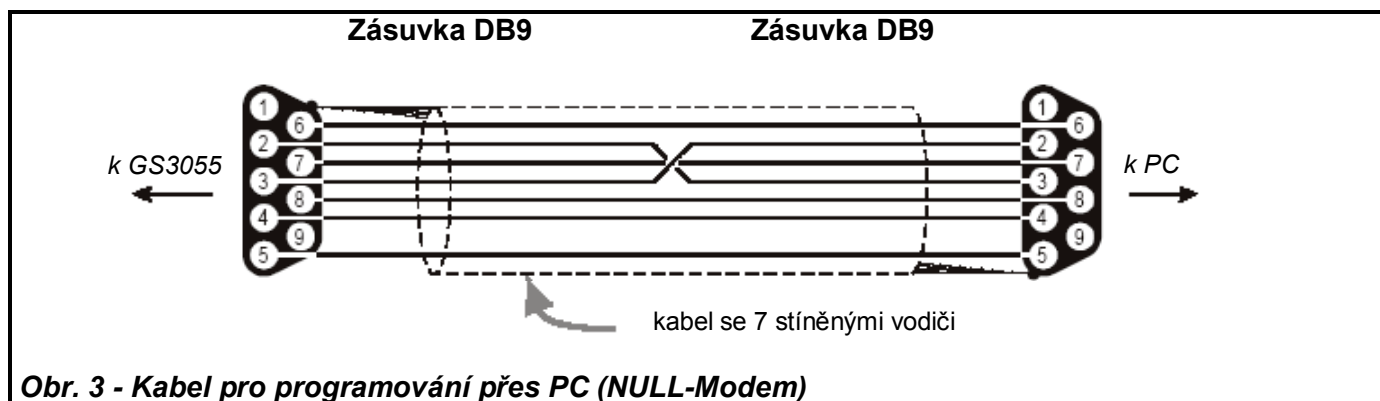 Zásuvka DB9 Zásuvka DB9
1 1
6 6
2 2
k GS3055 7 7 k PC
3 3
8 8
4 4
9 9
5 5
kabel se 7 stíněnými vodiči
Obr. 3 - Kabel pro programování přes PC (NULL-Modem)